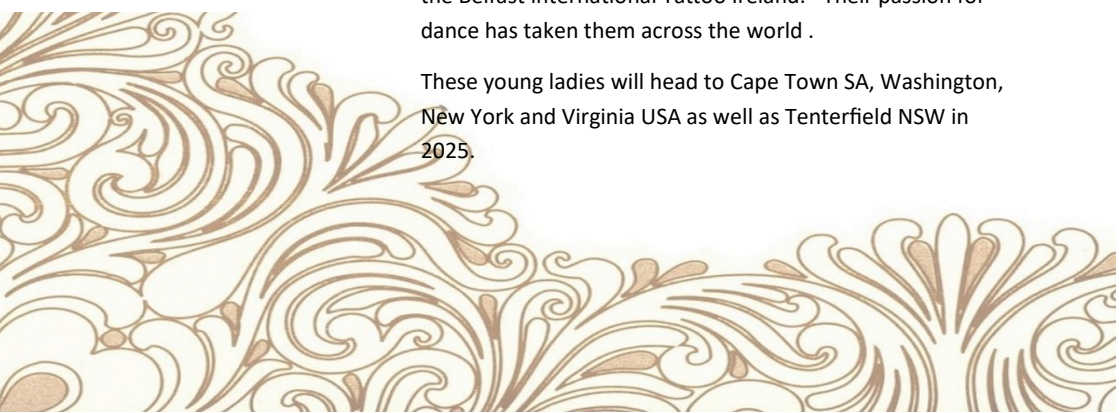 the Belfast International Tattoo Ireland. Their passion for
dance has taken them across the world .
These young ladies will head to Cape Town SA, Washington,
New York and Virginia USA as well as Tenterfield NSW in
2025.